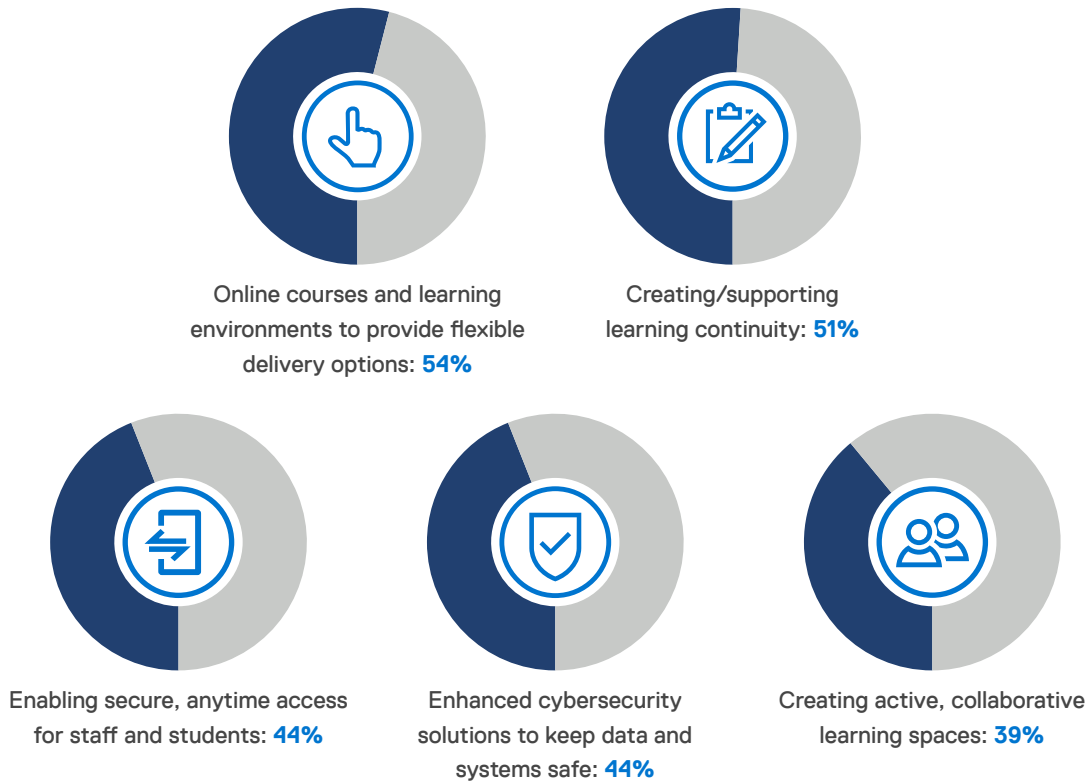 Online courses and learning
environments to provide flexible
delivery options: 54%
Creating/supporting
learning continuity: 51%
Enabling secure, anytime access
for staff and students: 44%
Enhanced cybersecurity
solutions to keep data and
systems safe: 44%
Creating active, collaborative
learning spaces: 39%